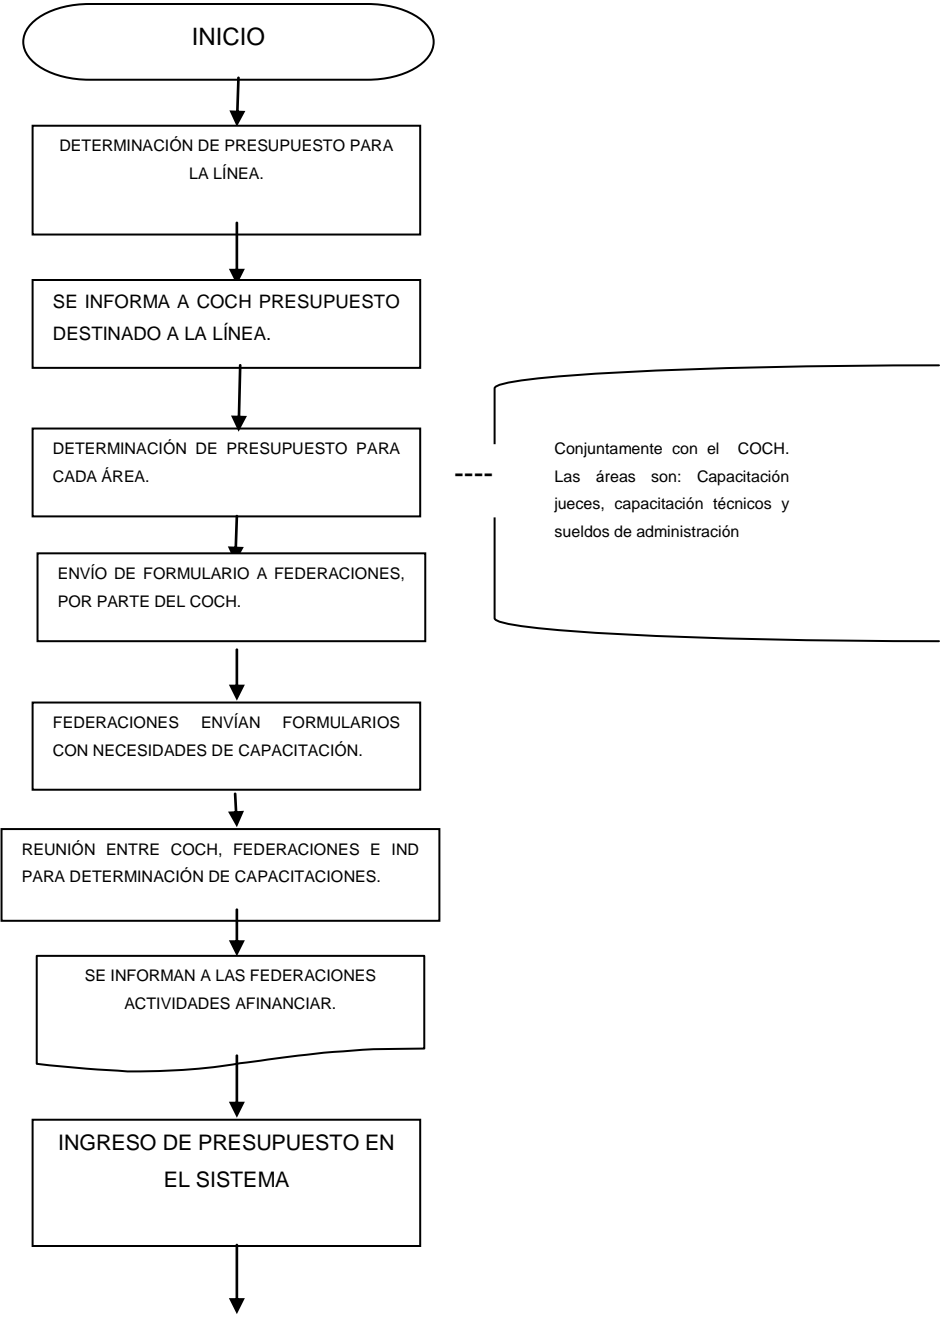 INICIO
DETERMINACIÓN DE PRESUPUESTO PARA
LA LÍNEA.
SE INFORMA A COCH PRESUPUESTO
DESTINADO A LA LÍNEA.
DETERMINACIÓN DE PRESUPUESTO PARA
CADA ÁREA.
Conjuntamente con el COCH.
Las áreas son: Capacitación
jueces, capacitación técnicos y
sueldos de administración
ENVÍO DE FORMULARIO A FEDERACIONES,
POR PARTE DEL COCH.
FEDERACIONES ENVÍAN FORMULARIOS
CON NECESIDADES DE CAPACITACIÓN.
REUNIÓN ENTRE COCH, FEDERACIONES E IND
PARA DETERMINACIÓN DE CAPACITACIONES.
SE INFORMAN A LAS FEDERACIONES
ACTIVIDADES AFINANCIAR.
INGRESO DE PRESUPUESTO EN
EL SISTEMA